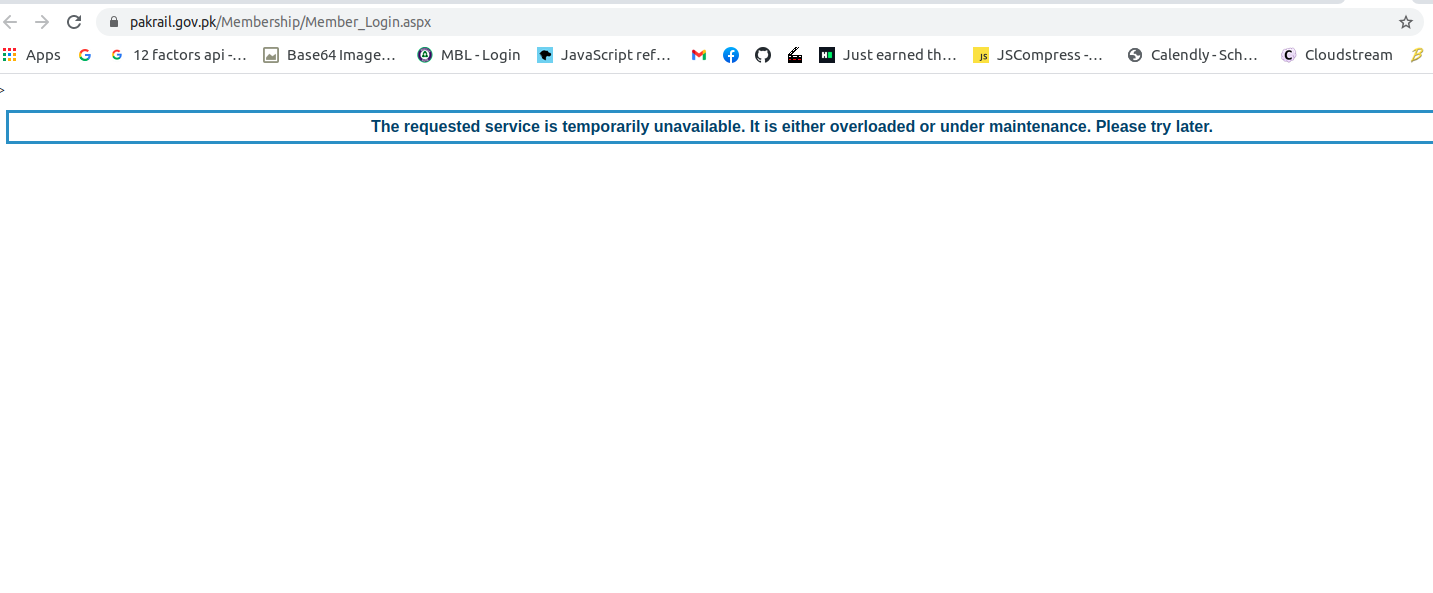 pakrail.gov.pk/Membership/Member_Login.aspx
Apps 12 factors api -... Base64 Image... MBL - Login JavaScript ref... Just earned th... JSCompress -... Calendly - Sch... Cloudstream
>
The requested service is temporarily unavailable. It is either overloaded or under maintenance. Please try later.